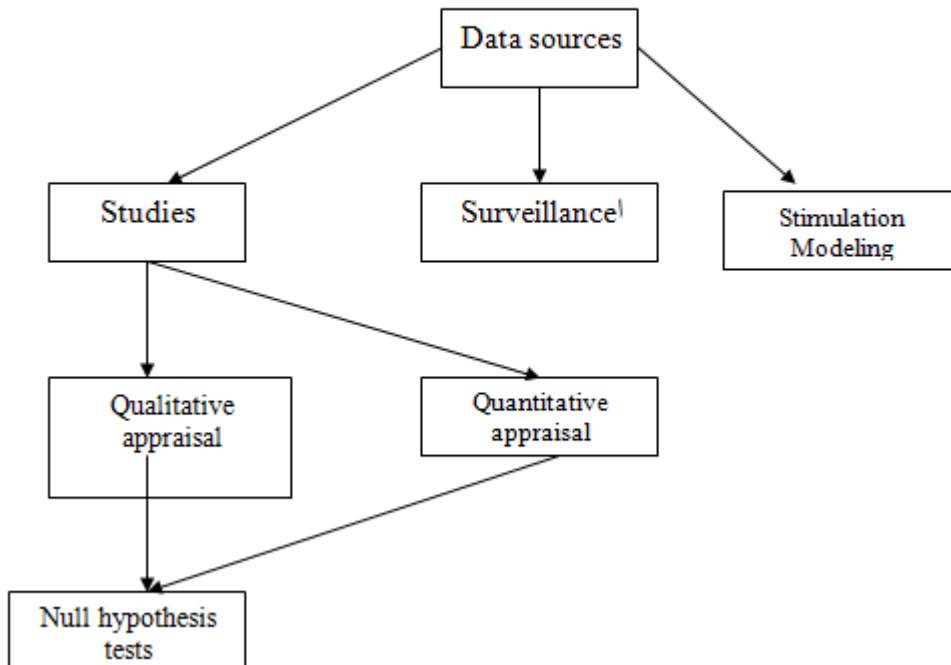 Data sources
Studies
Surveillance\
Stimulation
Modeling
Qualitative
appraisal
Quantitative
appraisal
Null hypothesis
tests